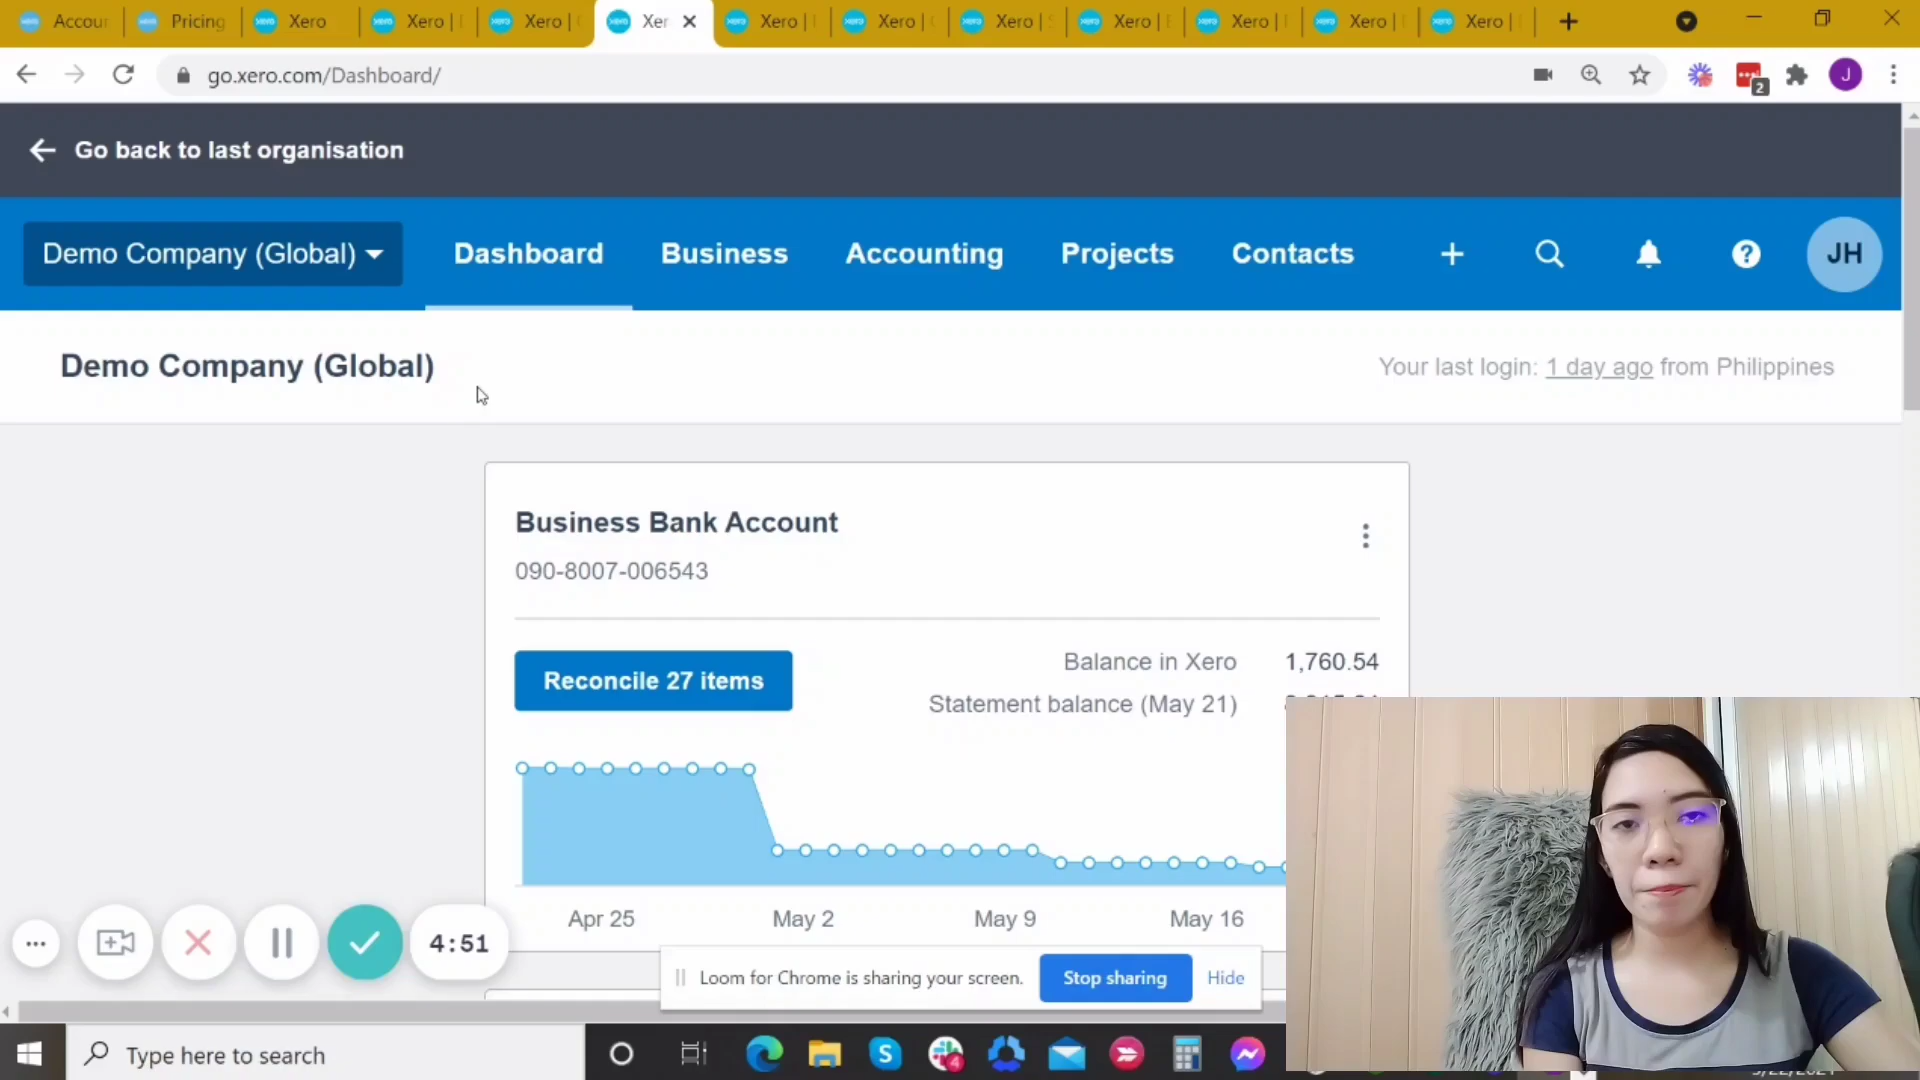 Accour
Pricing
Xero
Xero |
Xero |
Xer
Xero |
Xero |
Xero |
Xero |
Xero |
Xero |
Xero |
go.xero.com/Dashboard/
2
J
Go back to last organisation
Demo Company (Global)
Dashboard
Business
Accounting
Projects
Contacts
JH
Demo Company (Global)
Your last login: 1 day ago from Philippines
Business Bank Account
090-8007-006543
Reconcile 27 items
Balance in Xero 1,760.54
Statement balance (May 21)
Apr 25
May 2
May 9
May 16
4:51
Loom for Chrome is sharing your screen.
Stop sharing
Hide
Type here to search
4